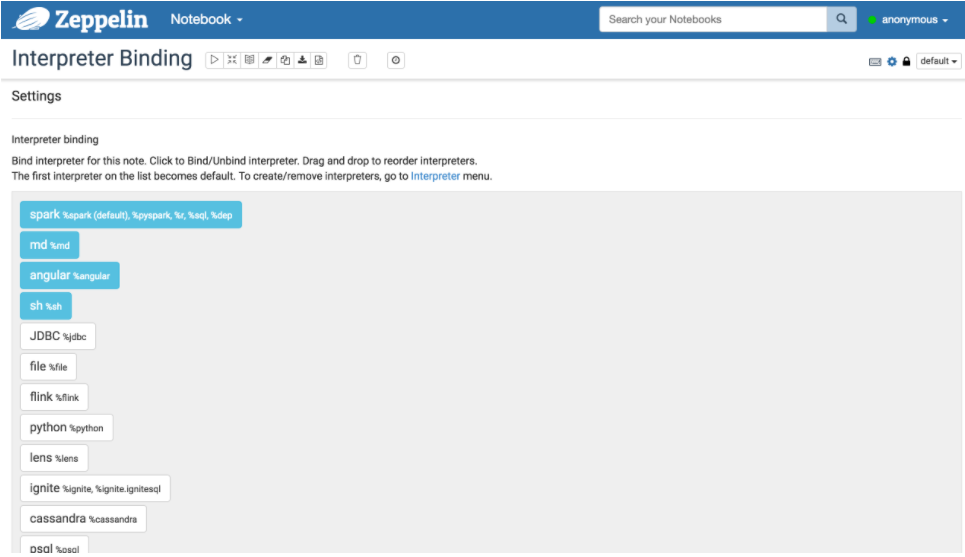 Zeppelin Notebook Search your Notebooks anonymous
Interpreter Binding default
Settings
Interpreter binding
Bind interpreter for this note. Click to Bind/Unbind interpreter. Drag and drop to reorder interpreters.
The first interpreter on the list becomes default. To create/remove interpreters, go to Interpreter menu.
spark %spark (default), %pyspark, %r, %sql, %dep
md %md
angular %angular
sh %sh
JDBC %jdbc
file %file
flink %flink
python %python
lens %lens
ignite %ignite, %ignite.ignitesql
cassandra %cassandra
psql %psql